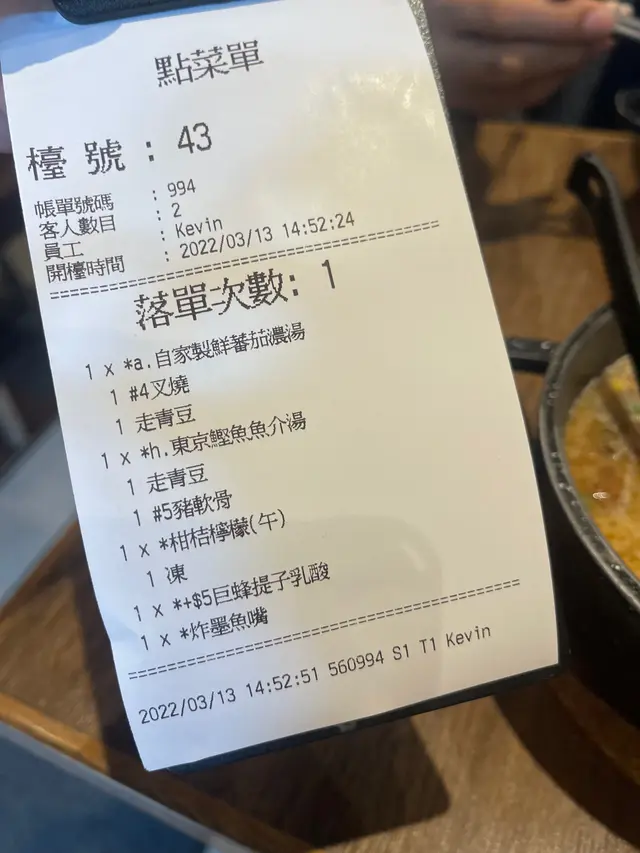 點菜單
檯 號 : 43
帳單號碼 : 994
客人數目 : 2
員工 : Kevin
開檯時間 : 2022/03/13 14:52:24
落單次數: 1
1 x *a.自家製鮮蕃茄濃湯
1 #4叉燒
1 走青豆
1 x *h.東京鰹魚魚介湯
1 走青豆
1 #5豬軟骨
1 x *柑桔檸檬(午)
1 凍
1 x *+$5巨蜂提子乳酸
1 x *炸墨魚嘴
2022/03/13 14:52:51 560994 S1 T1 Kevin